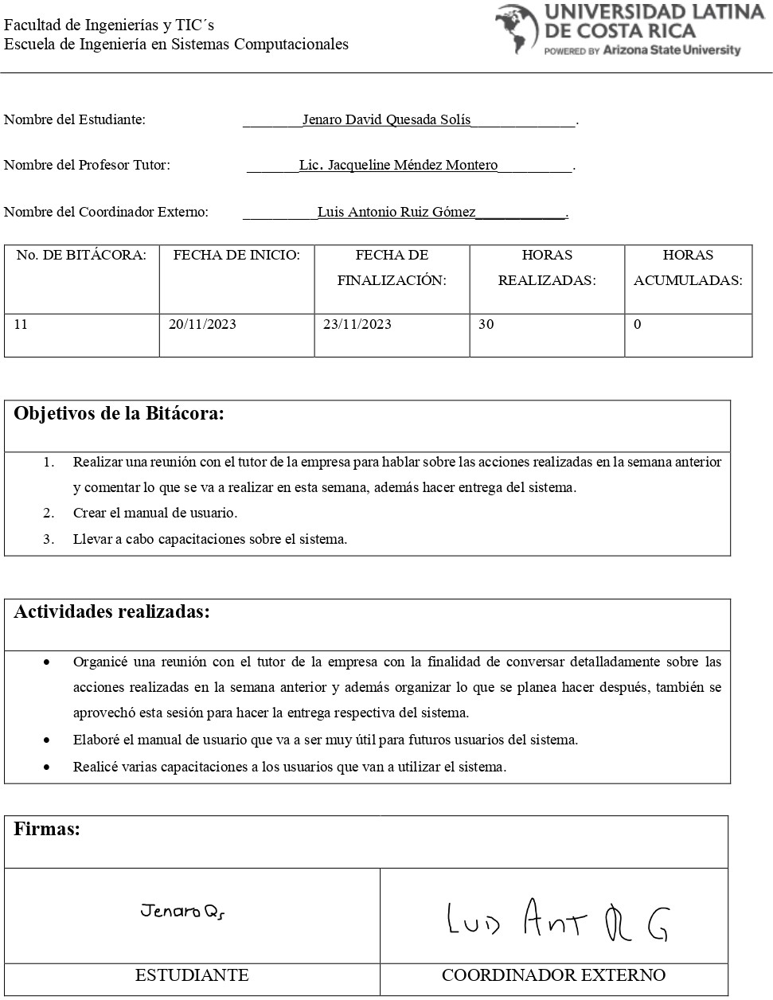 Facultad de Ingenierías y TIC´s
Escuela de Ingeniería en Sistemas Computacionales
UNIVERSIDAD LATINA
DE COSTA RICA
POWERED BY Arizona State University
Nombre del Estudiante: ________Jenaro David Quesada Solís______________.
Nombre del Profesor Tutor: _______Lic. Jacqueline Méndez Montero__________.
Nombre del Coordinador Externo: __________Luis Antonio Ruiz Gómez____________.
No. DE BITÁCORA: FECHA DE INICIO: FECHA DE FINALIZACIÓN: HORAS REALIZADAS: HORAS ACUMULADAS:
11 20/11/2023 23/11/2023 30 0
Objetivos de la Bitácora:
1. Realizar una reunión con el tutor de la empresa para hablar sobre las acciones realizadas en la semana anterior
y comentar lo que se va a realizar en esta semana, además hacer entrega del sistema.
2. Crear el manual de usuario.
3. Llevar a cabo capacitaciones sobre el sistema.
Actividades realizadas:
• Organicé una reunión con el tutor de la empresa con la finalidad de conversar detalladamente sobre las
acciones realizadas en la semana anterior y además organizar lo que se planea hacer después, también se
aprovechó esta sesión para hacer la entrega respectiva del sistema.
• Elaboré el manual de usuario que va a ser muy útil para futuros usuarios del sistema.
• Realicé varias capacitaciones a los usuarios que van a utilizar el sistema.
Firmas:
Jenaro Qs
Luis Ant R G
ESTUDIANTE COORDINADOR EXTERNO